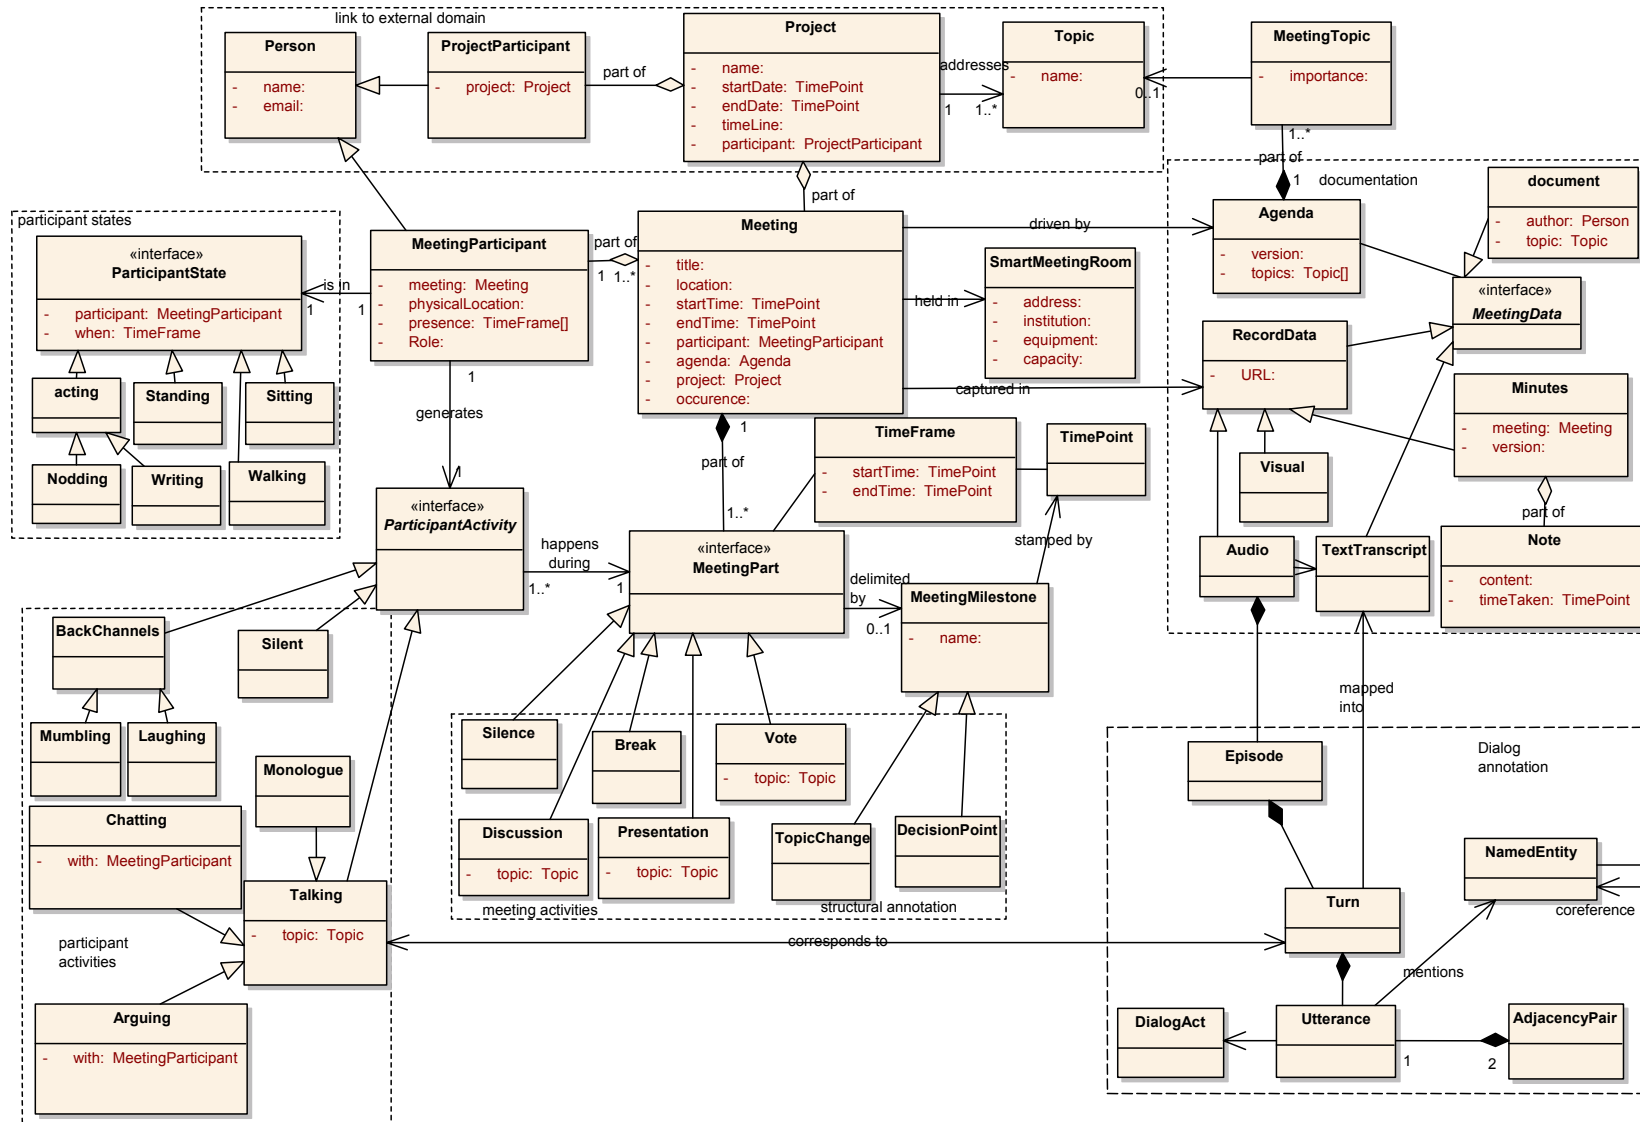 link to external domain
Person
- name:
- email:
ProjectParticipant
- project: Project
part of
Project
- name:
- startDate: TimePoint
- endDate: TimePoint
- timeLine:
- participant: ProjectParticipant
addresses
1
1..*
Topic
- name:
0..1
MeetingTopic
- importance:
1..*
part of
1
documentation
document
- author: Person
- topic: Topic
part of
participant states
«interface»
ParticipantState
- participant: MeetingParticipant
- when: TimeFrame
is in
1
1
MeetingParticipant
- meeting: Meeting
- physicalLocation:
- presence: TimeFrame[]
- Role:
part of
1
1..*
Meeting
- title:
- location:
- startTime: TimePoint
- endTime: TimePoint
- participant: MeetingParticipant
- agenda: Agenda
- project: Project
- occurence:
driven by
Agenda
- version:
- topics: Topic[]
SmartMeetingRoom
- address:
- institution:
- equipment:
- capacity:
held in
«interface»
MeetingData
RecordData
- URL:
captured in
Minutes
- meeting: Meeting
- version:
acting
Standing
Sitting
Nodding
Writing
Walking
1
generates
1
1
part of
1..*
TimeFrame
- startTime: TimePoint
- endTime: TimePoint
TimePoint
Visual
part of
«interface»
ParticipantActivity
happens
during
1..*
1
«interface»
MeetingPart
stamped by
delimited
by
0..1
MeetingMilestone
- name:
Audio
TextTranscript
Note
- content:
- timeTaken: TimePoint
BackChannels
Silent
Mumbling
Laughing
Monologue
Silence
Break
Vote
- topic: Topic
mapped
into
Episode
Dialog
annotation
Chatting
- with: MeetingParticipant
Discussion
- topic: Topic
Presentation
- topic: Topic
TopicChange
DecisionPoint
NamedEntity
coreference
Talking
- topic: Topic
meeting activities
structural annotation
Turn
participant
activities
corresponds to
mentions
Arguing
- with: MeetingParticipant
DialogAct
Utterance
1
2
AdjacencyPair